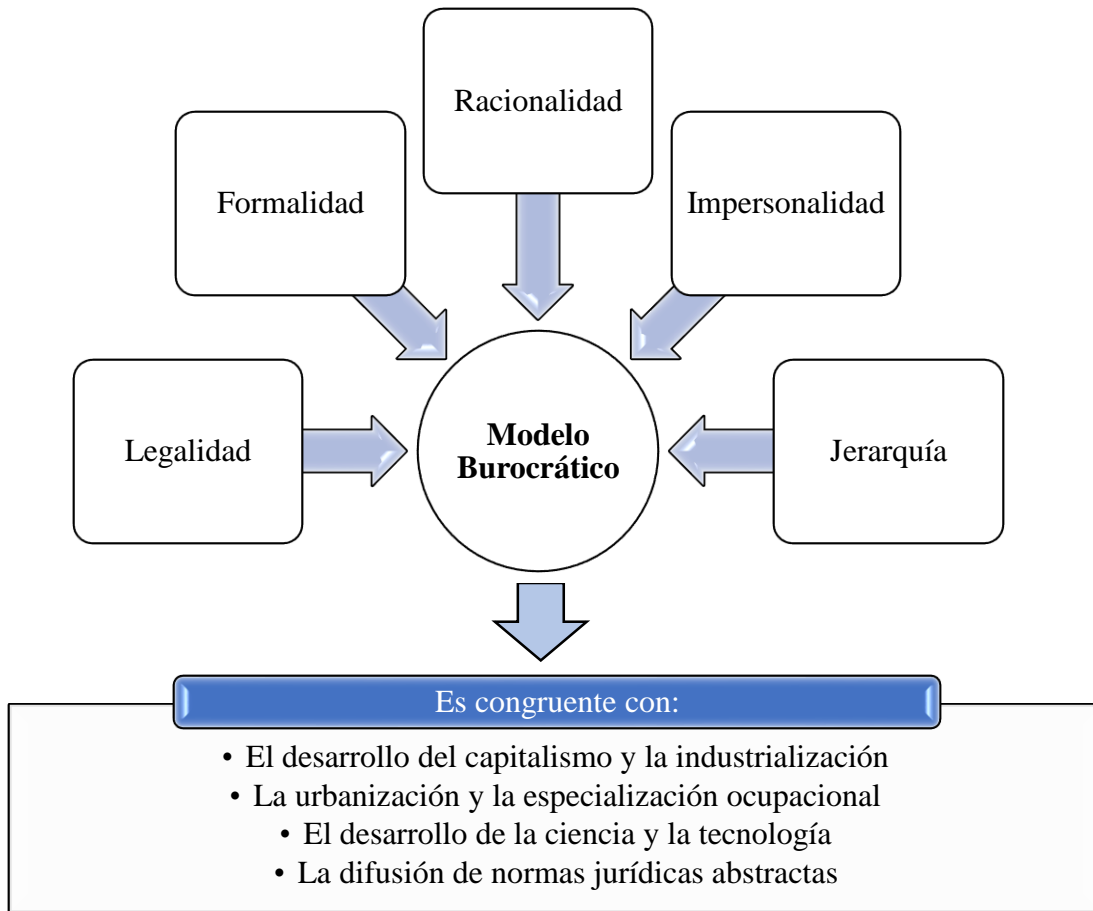 Racionalidad
Formalidad
Impersonalidad
Legalidad
Modelo
Burocrático
Jerarquía
Es congruente con:
• El desarrollo del capitalismo y la industrialización
• La urbanización y la especialización ocupacional
• El desarrollo de la ciencia y la tecnología
• La difusión de normas jurídicas abstractas